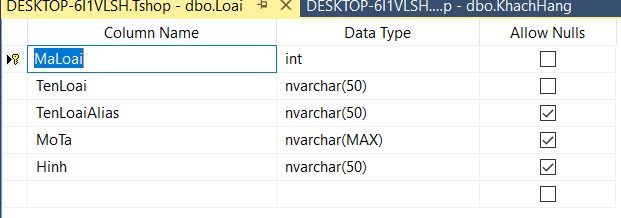 DESKTOP-6I1VLSH.Tshop - dbo.Loai DESKTOP-6I1VLSH....p - dbo.KhachHang
Column Name Data Type Allow Nulls
MaLoai int
TenLoai nvarchar(50)
TenLoaiAlias nvarchar(50)
MoTa nvarchar(MAX)
Hinh nvarchar(50)